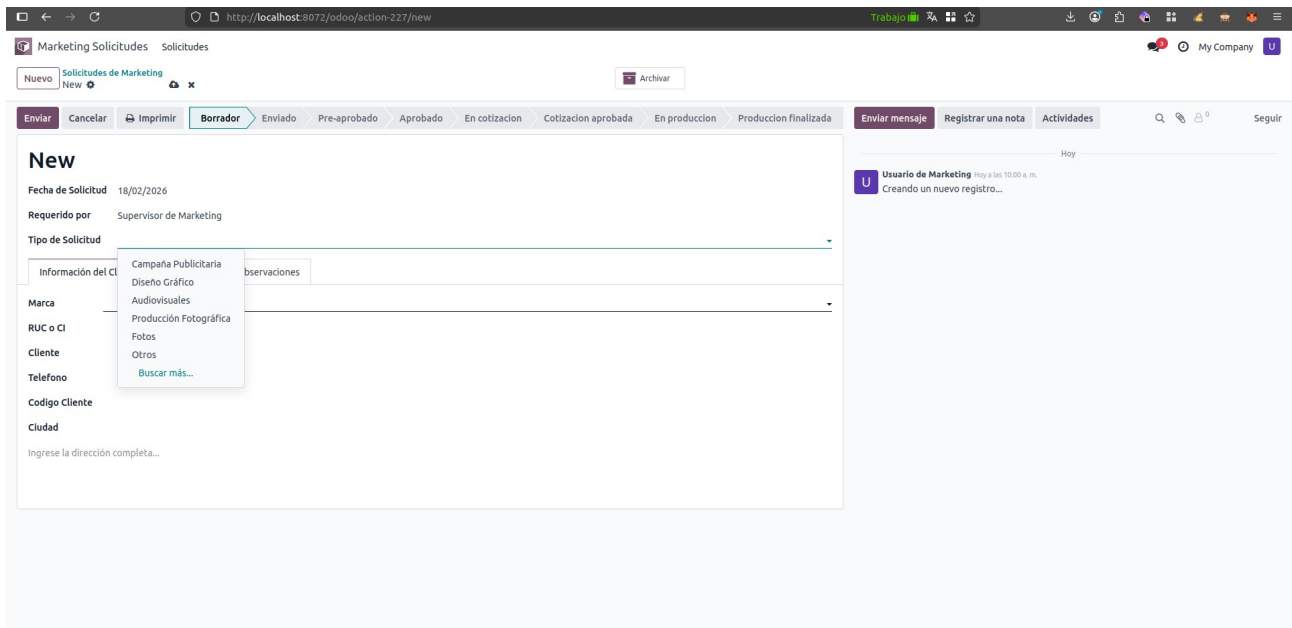 http://localhost:8072/odoo/action-227/new
Trabajo
Marketing Solicitudes Solicitudes
3
My Company U
Nuevo
Solicitudes de Marketing
New
Archivar
Enviar Cancelar Imprimir Borrador Enviado Pre-aprobado Aprobado En cotizacion Cotizacion aprobada En produccion Produccion finalizada
Enviar mensaje Registrar una nota Actividades 0 Seguir
New
Hoy
Fecha de Solicitud 18/02/2026
U Usuario de Marketing Hoy a las 10:00 a. m.
Creando un nuevo registro...
Requerido por Supervisor de Marketing
Tipo de Solicitud
Información del Cl bservaciones
Campaña Publicitaria
Diseño Gráfico
Audiovisuales
Producción Fotográfica
Fotos
Otros
Buscar más...
Marca
RUC o CI
Cliente
Telefono
Codigo Cliente
Ciudad
Ingrese la dirección completa...